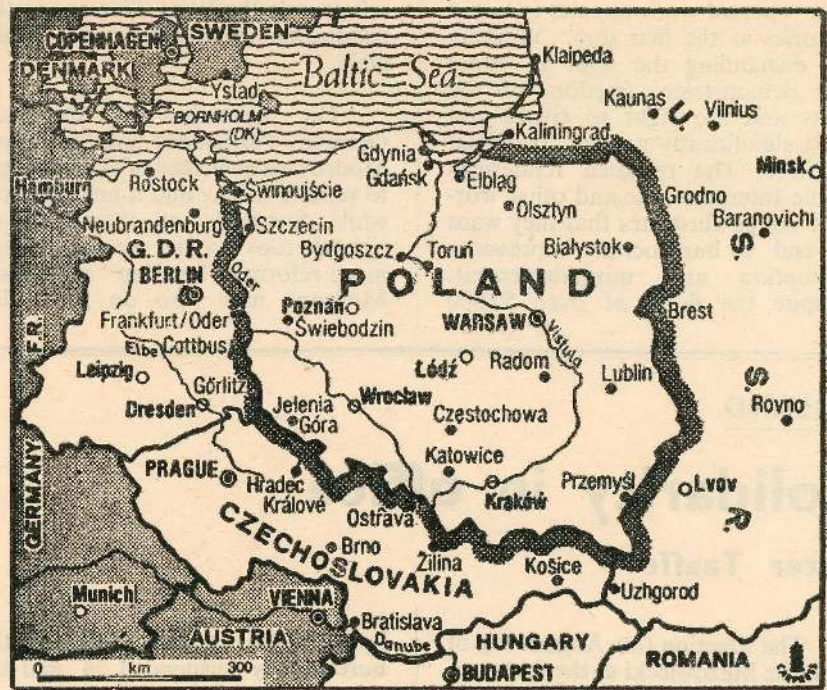 COPENHAGEN
SWEDEN
DENMARK
Baltic Sea
Klaipeda
Ystad
BORNHOLM
(DK)
Kaunas
Vilnius
U.
Kaliningrad
Gdynia
Gdańsk
Minsk
Hamburg
Rostock
Świnoujście
Elbląg
Grodno
Olsztyn
Baranovichi
Neubrandenburg
Szczecin
S.
G.D.R.
Bydgoszcz
Toruń
Białystok
BERLIN
Oder
POLAND
Poznań
Brest
Frankfurt/Oder
Świebodzin
WARSAW
Vistula
F.R.
Elbe
Cottbus
S.
Leipzig
Łódź
Radom
Görlitz
Lublin
Dresden
Wrocław
Jelenia
Góra
Rovno
Częstochowa
Katowice
PRAGUE
Hradec
Králové
Kraków
Przemyśl
Lvov
R.
GERMANY
Ostrava
CZECHOSLOVAKIA
Brno
Žilina
Košice
Uzhgorod
Munich
VIENNA
Bratislava
AUSTRIA
Danube
HUNGARY
ROMANIA
0 km 300
BUDAPEST